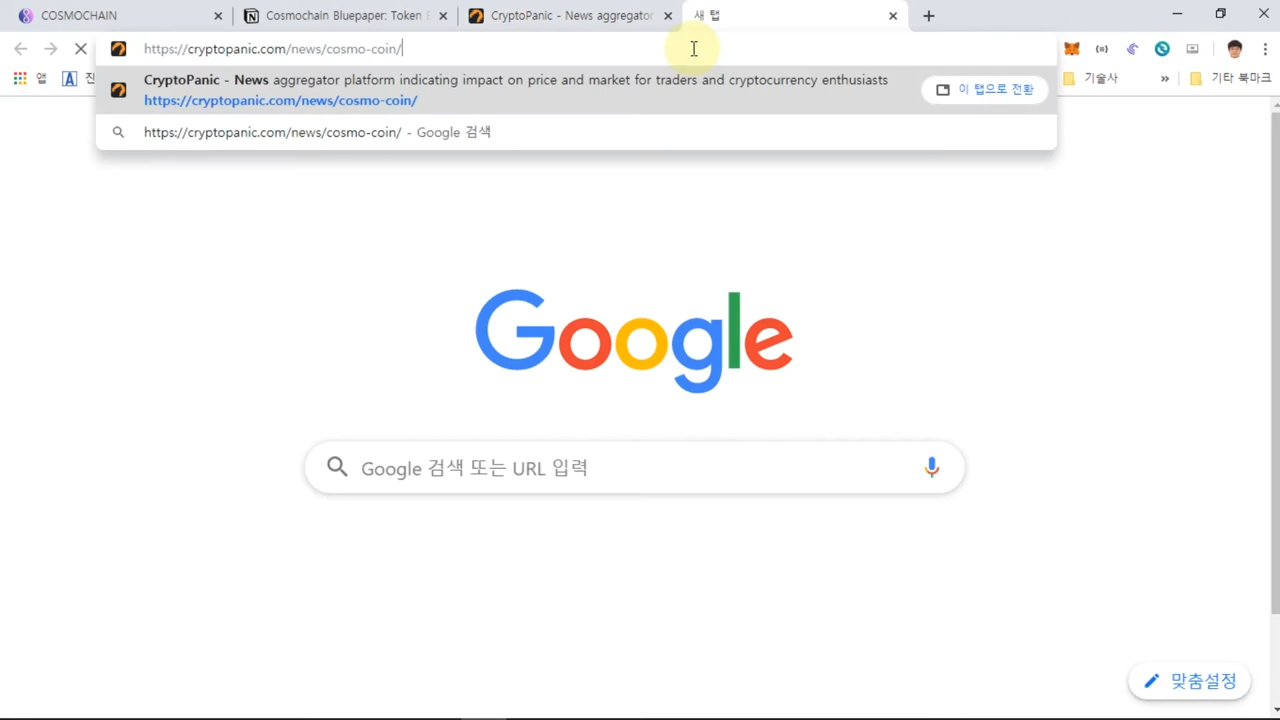 COSMOCHAIN
Cosmochain Bluepaper: Token E
CryptoPanic - News aggregator
새 탭
https://cryptopanic.com/news/cosmo-coin/
앱
진
CryptoPanic - News aggregator platform indicating impact on price and market for traders and cryptocurrency enthusiasts
https://cryptopanic.com/news/cosmo-coin/
이 탭으로 전환
기술사
»
기타 북마크
https://cryptopanic.com/news/cosmo-coin/ - Google 검색
Google
Google 검색 또는 URL 입력
맞춤설정